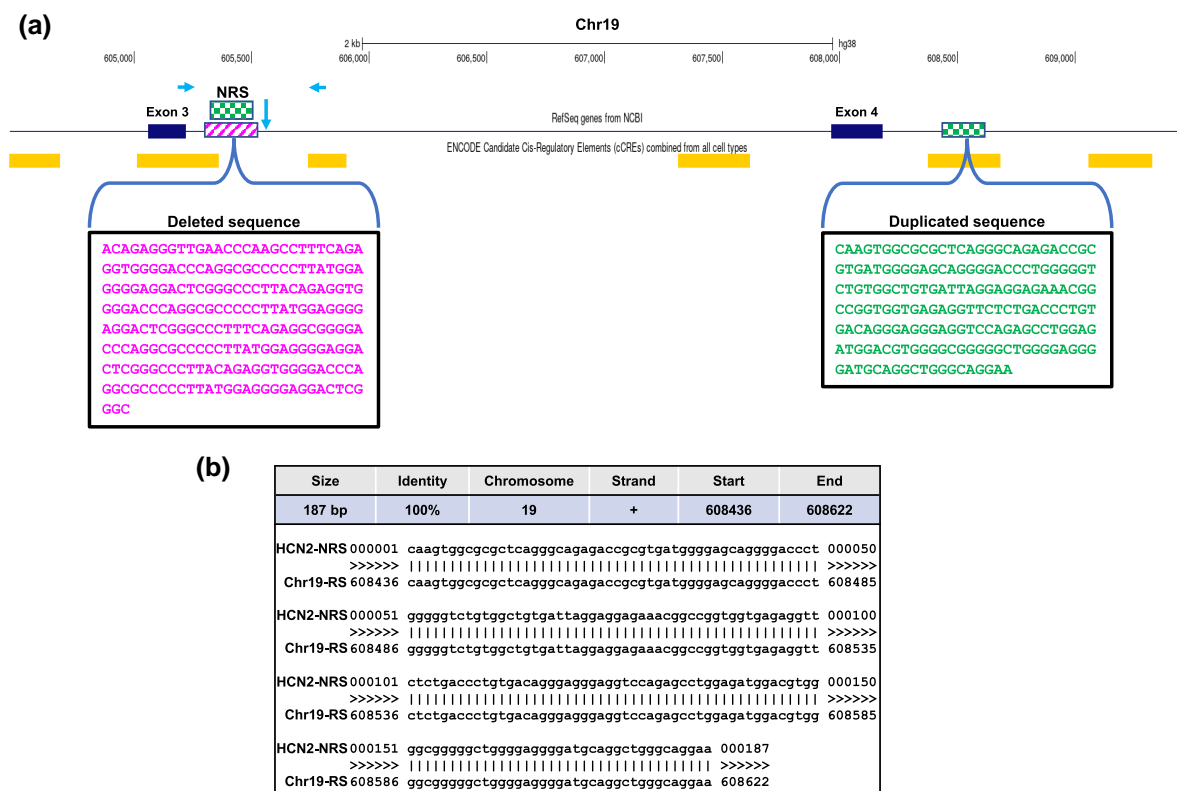 (a)
Chr19
2 kb
hg38
605,000
605,500
606,000
606,500
607,000
607,500
608,000
608,500
609,000
NRS
Exon 3
Exon 4
RefSeq genes from NCBI
ENCODE Candidate Cis-Regulatory Elements (cCREs) combined from all cell types
Deleted sequence
ACAGAGGGTTGAACCCAAGCCTTTCAGA
GGTGGGGACCCAGGCGCCCCCTTATGGA
GGGGAGGACTCGGGCCCTTACAGAGGTG
GGGACCCAGGCGCCCCCTTATGGAGGGG
AGGACTCGGGCCCTTTCAGAGGCGGGGA
CCCAGGCGCCCCCTTATGGAGGGGAGGA
CTCGGGCCCTTACAGAGGTGGGGACCCA
GGCGCCCCCTTATGGAGGGGAGGACTCG
GGC
Duplicated sequence
CAAGTGGCGCGCTCAGGGCAGAGACCGC
GTGATGGGGAGCAGGGGACCCTGGGGGT
CTGTGGCTGTGATTAGGAGGAGAAACGG
CCGGTGGTGAGAGGTTCTCTGACCCTGT
GACAGGGAGGGAGGTCCAGAGCCTGGAG
ATGGACGTGGGGCGGGGGCTGGGGAGGG
GATGCAGGCTGGGCAGGAA
(b)
Size Identity Chromosome Strand Start End
187 bp 100% 19 + 608436 608622
HCN2-NRS 000001 caagtggcgcgctcagggcagagaccgcgtgatggggagcaggggaccct 000050
>>>>>> |||||||||||||||||||||||||||||||||||||||||||||||||| >>>>>>
Chr19-RS 608436 caagtggcgcgctcagggcagagaccgcgtgatggggagcaggggaccct 608485
HCN2-NRS 000051 gggggtctgtggctgtgattaggaggagaaacggccggtggtgagaggtt 000100
>>>>>> |||||||||||||||||||||||||||||||||||||||||||||||||| >>>>>>
Chr19-RS 608486 gggggtctgtggctgtgattaggaggagaaacggccggtggtgagaggtt 608535
HCN2-NRS 000101 ctctgaccctgtgacagggagggaggtccagagcctggagatggacgtgg 000150
>>>>>> |||||||||||||||||||||||||||||||||||||||||||||||||| >>>>>>
Chr19-RS 608536 ctctgaccctgtgacagggagggaggtccagagcctggagatggacgtgg 608585
HCN2-NRS 000151 ggcgggggctggggaggggatgcaggctgggcaggaa 000187
>>>>>> ||||||||||||||||||||||||||||||||||||| >>>>>>
Chr19-RS 608586 ggcgggggctggggaggggatgcaggctgggcaggaa 608622